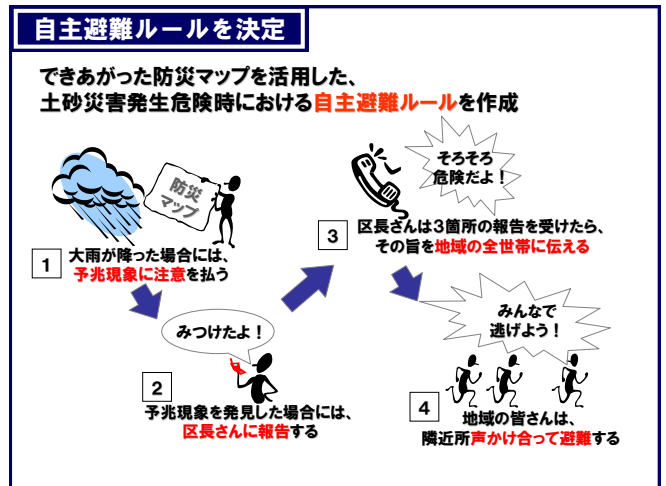 自主避難ルールを決定
できあがった防災マップを活用した、
土砂災害発生危険時における自主避難ルールを作成
防災
マップ
1
大雨が降った場合には、
予兆現象に注意を払う
みつけたよ！
2
予兆現象を発見した場合には、
区長さんに報告する
そろそろ
危険だよ！
3
区長さんは３箇所の報告を受けたら、
その旨を地域の全世帯に伝える
みんなで
逃げよう！
4
地域の皆さんは、
隣近所声かけ合って避難する